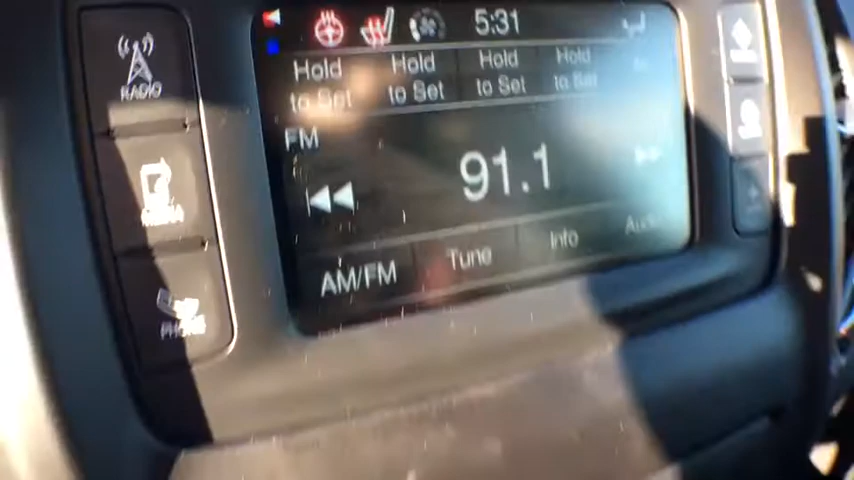 5:31
RADIO
Hold to Set
Hold to Set
Hold to Set
Hold to Set
FM
91.1
MEDIA
AM/FM
Tune
Info
Audio
PHONE